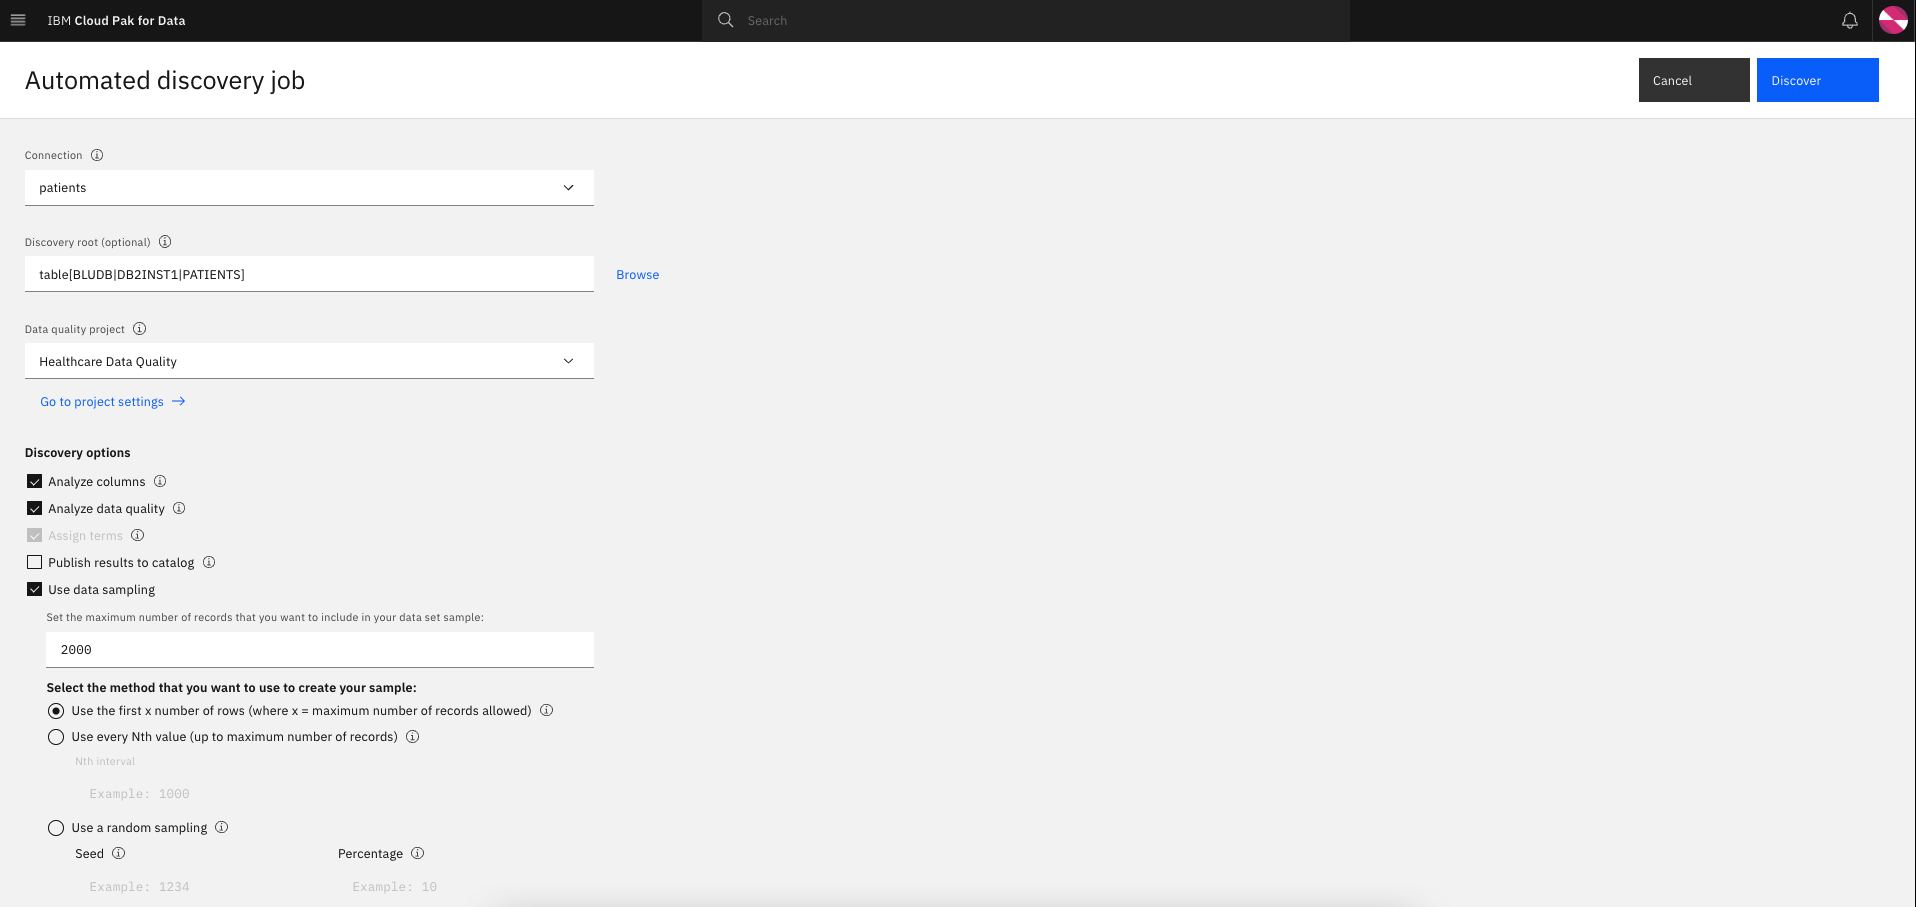 IBM Cloud Pak for Data
Search
Automated discovery job
Cancel
Discover
Connection
patients
Discovery root (optional)
table[BLUDB|DB2INST1|PATIENTS]
Browse
Data quality project
Healthcare Data Quality
Go to project settings →
Discovery options
Analyze columns
Analyze data quality
Assign terms
Publish results to catalog
Use data sampling
Set the maximum number of records that you want to include in your data set sample:
2000
Select the method that you want to use to create your sample:
Use the first x number of rows (where x = maximum number of records allowed)
Use every Nth value (up to maximum number of records)
Nth interval
Example: 1000
Use a random sampling
Seed Percentage
Example: 1234 Example: 10